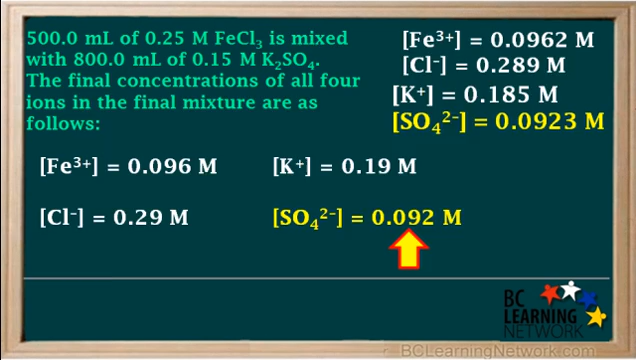 500.0 mL of 0.25 M FeCl₃ is mixed
with 800.0 mL of 0.15 M K₂SO₄.
The final concentrations of all four
ions in the final mixture are as
follows:
[Fe³⁺] = 0.0962 M
[Cl⁻] = 0.289 M
[K⁺] = 0.185 M
[SO₄²⁻] = 0.0923 M
[Fe³⁺] = 0.096 M
[K⁺] = 0.19 M
[Cl⁻] = 0.29 M
[SO₄²⁻] = 0.092 M
BC
LEARNING
NETWORK
BCLearningNetwork.com